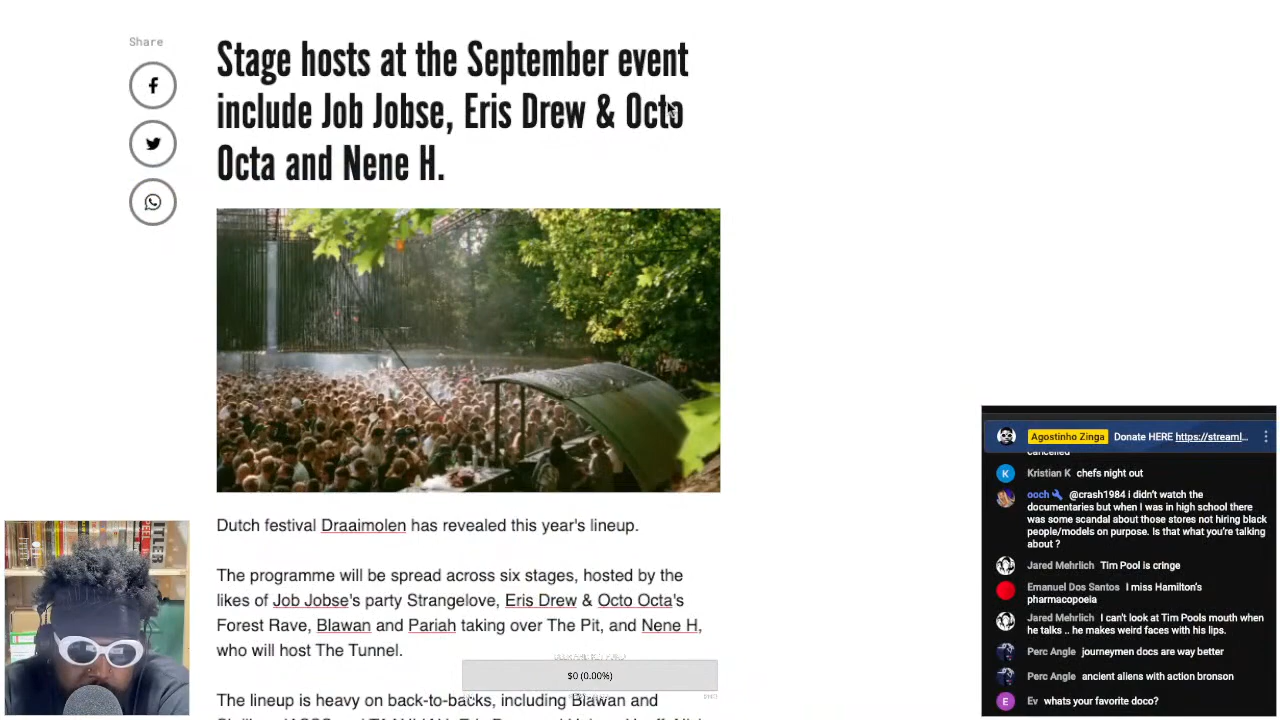 Share
Stage hosts at the September event
include Job Jobse, Eris Drew & Octo
Octa and Nene H.
Dutch festival Draaimolen has revealed this year's lineup.
The programme will be spread across six stages, hosted by the
likes of Job Jobse's party Strangelove, Eris Drew & Octo Octa's
Forest Rave, Blawan and Pariah taking over The Pit, and Nene H,
who will host The Tunnel.
The lineup is heavy on back-to-backs, including Blawan and
$0 (0.00%)
Agostinho Zinga Donate HERE https://streaml...
cancelled
Kristian K chefs night out
ooch @crash1984 i didn't watch the
documentaries but when I was in high school there
was some scandal about those stores not hiring black
people/models on purpose. Is that what you're talking
about ?
Jared Mehrlich Tim Pool is cringe
Emanuel Dos Santos I miss Hamilton's
pharmacopoeia
Jared Mehrlich I can't look at Tim Pools mouth when
he talks .. he makes weird faces with his lips.
Perc Angle journeymen docs are way better
Perc Angle ancient aliens with action bronson
E Ev whats your favorite doco?